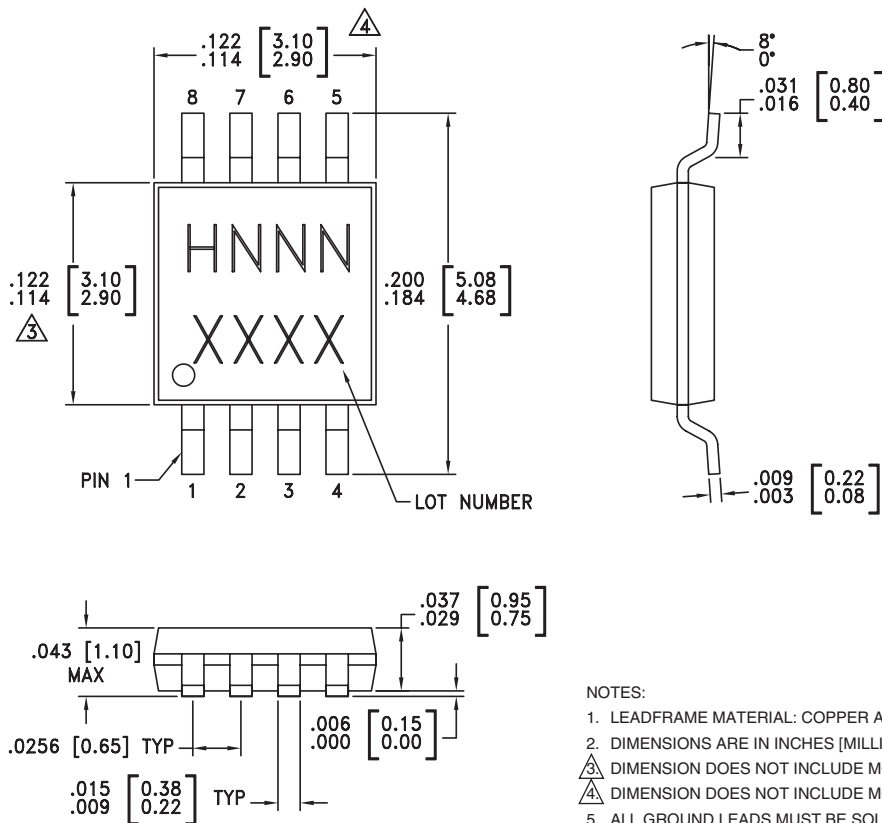 .122 [3.10]
.114 [2.90]
4
8 7 6 5
HNNN
XXXX
.122 [3.10]
.114 [2.90]
3
.200 [5.08]
.184 [4.68]
PIN 1
1 2 3 4
LOT NUMBER
8°
0°
.031 [0.80]
.016 [0.40]
.009 [0.22]
.003 [0.08]
.043 [1.10]
MAX
.037 [0.95]
.029 [0.75]
.0256 [0.65] TYP
.006 [0.15]
.000 [0.00]
.015 [0.38]
.009 [0.22]
TYP
NOTES:
1. LEADFRAME MATERIAL: COPPER
2. DIMENSIONS ARE IN INCHES
3. DIMENSION DOES NOT INCLUDE
4. DIMENSION DOES NOT INCLUDE
5. ALL GROUND LEADS MUST BE